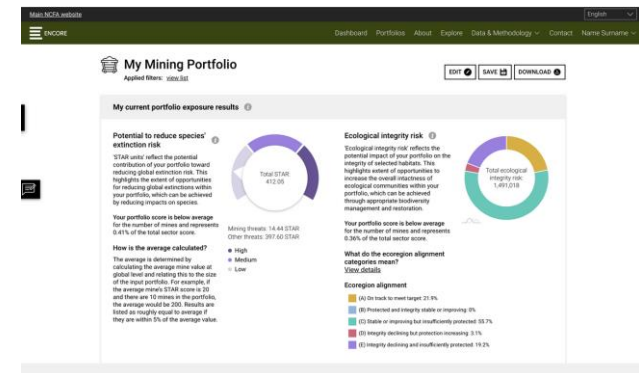 Main NCFA website
English
ENCORE
Dashboard Portfolios About Explore Data & Methodology Contact Name Surname
My Mining Portfolio
Applied filters: view list
EDIT
SAVE
DOWNLOAD
My current portfolio exposure results
Potential to reduce species'
extinction risk
'STAR units' reflect the potential
contribution of your portfolio toward
reducing global extinction risk. This
highlights the extent of opportunities
for reducing global extinctions within
your portfolio, which can be achieved
by reducing impacts on species.
Your portfolio score is below average
for the number of mines and represents
0.41% of the total sector score.
How is the average calculated?
The average is determined by
calculating the average mine value at
global level and relating this to the size
of the input portfolio. For example, if
the average mine's STAR score is 20
and there are 10 mines in the portfolio,
the average would be 200. Results are
listed as roughly equal to average if
they are within 5% of the average value.
Total STAR
412.05
Mining threats: 14.44 STAR
Other threats: 397.60 STAR
High
Medium
Low
Ecological integrity risk
'Ecological integrity risk' reflects the
potential impact of your portfolio on the
integrity of selected habitats. This
highlights extent of opportunities to
increase the overall intactness of
ecological communities within your
portfolio, which can be achieved
through appropriate biodiversity
management and restoration.
Your portfolio score is below average
for the number of mines and represents
0.36% of the total sector score.
What do the ecoregion alignment
categories mean?
View details
Total ecological
integrity risk
1,491,018
Ecoregion alignment
(A) On track to meet target: 21.9%
(B) Protected and integrity stable or improving: 0%
(C) Stable or improving but insufficiently protected: 55.7%
(D) Integrity declining but protection increasing: 3.1%
(E) Integrity declining and insufficiently protected: 19.2%